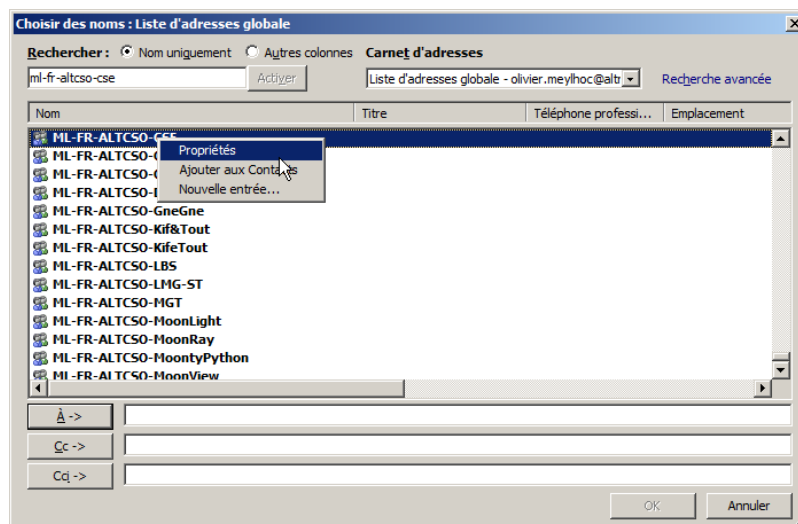 Choisir des noms : Liste d'adresses globale
Rechercher : Nom uniquement Autres colonnes Carnet d'adresses
ml-fr-altcso-cse Activer Liste d'adresses globale - olivier.meylhoc@altr Recherche avancée
Nom Titre Téléphone professi... Emplacement
ML-FR-ALTCSO-CSE
Propriétés
ML-FR-ALTCSO-
Ajouter aux Contacts
ML-FR-ALTCSO-
Nouvelle entrée...
ML-FR-ALTCSO-
ML-FR-ALTCSO-GneGne
ML-FR-ALTCSO-Kif&Tout
ML-FR-ALTCSO-KifeTout
ML-FR-ALTCSO-LBS
ML-FR-ALTCSO-LMG-ST
ML-FR-ALTCSO-MGT
ML-FR-ALTCSO-MoonLight
ML-FR-ALTCSO-MoonRay
ML-FR-ALTCSO-MoontyPython
ML-FR-ALTCSO-MoonView
À ->
Cc ->
Cci ->
OK Annuler